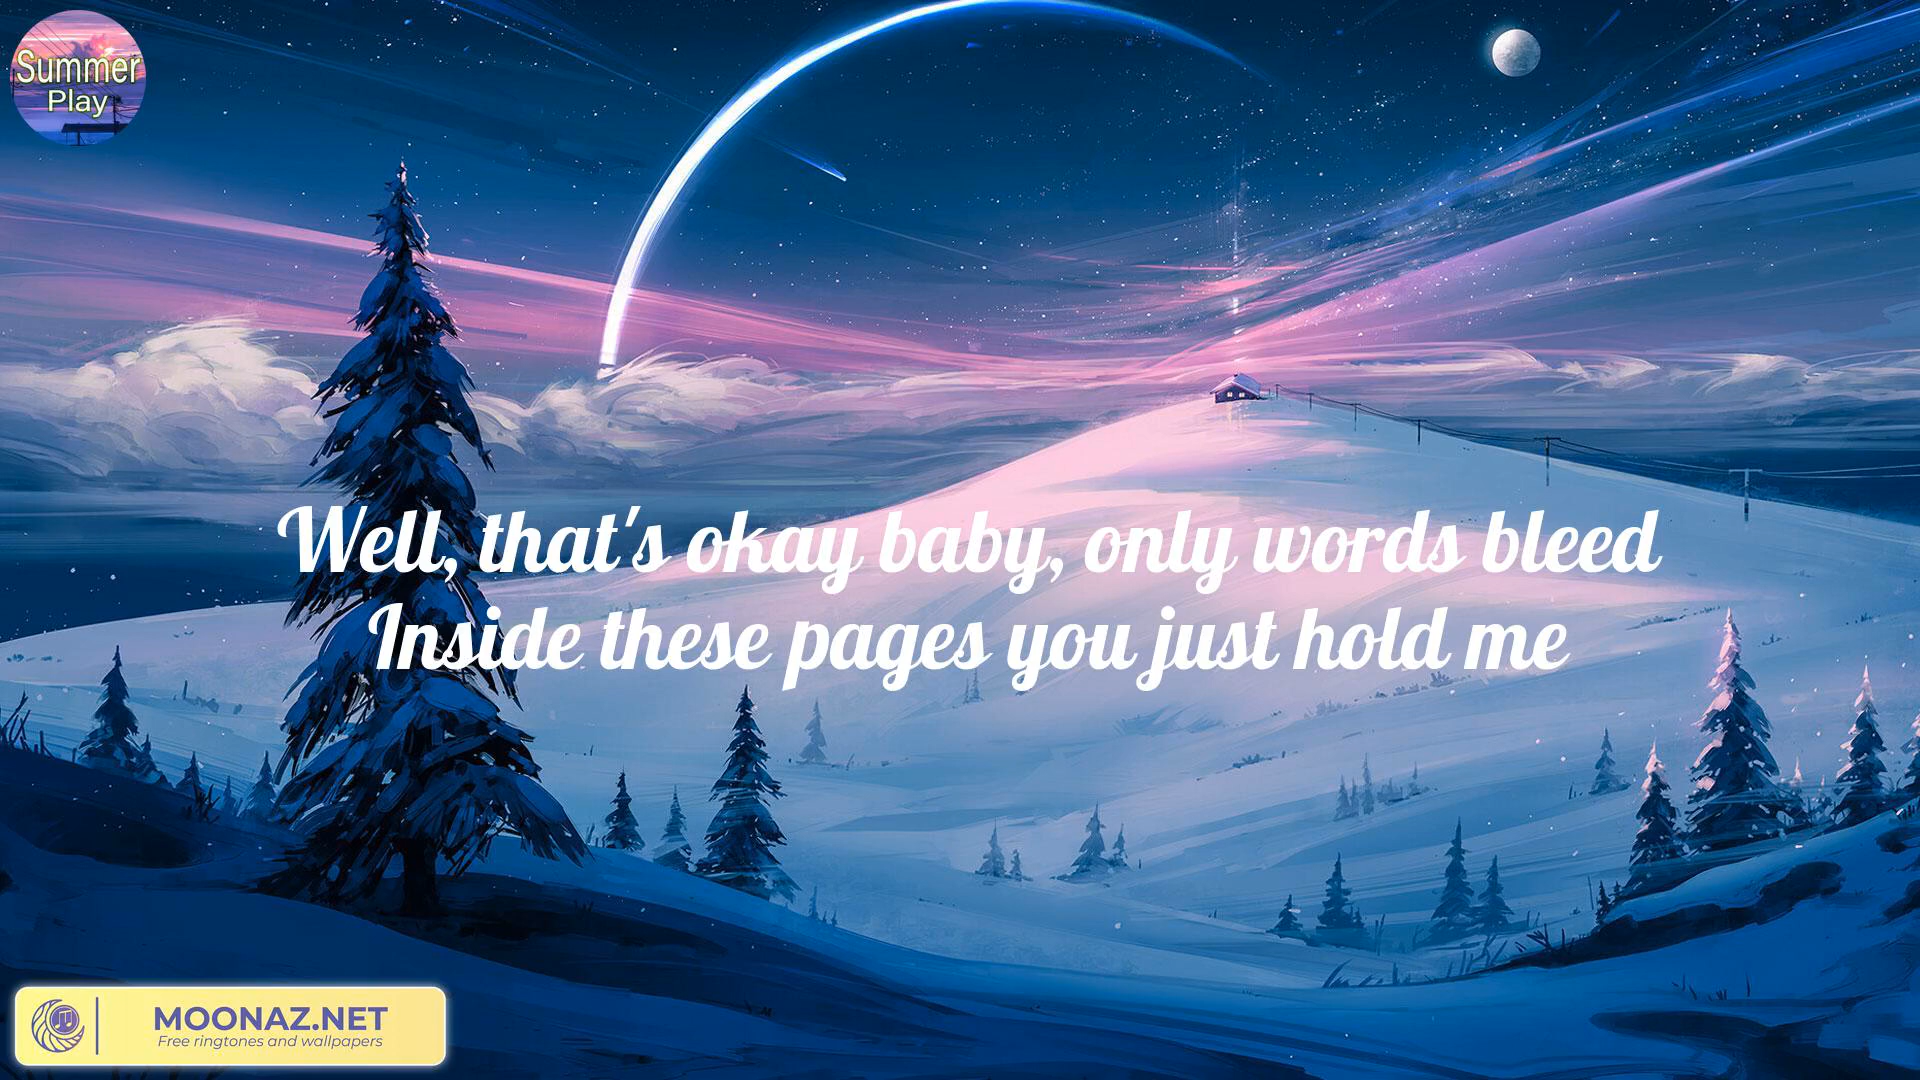 Summer
Play
Well, that's okay baby, only words bleed
Inside these pages you just hold me
MOONAZ.NET
Free ringtones and wallpapers